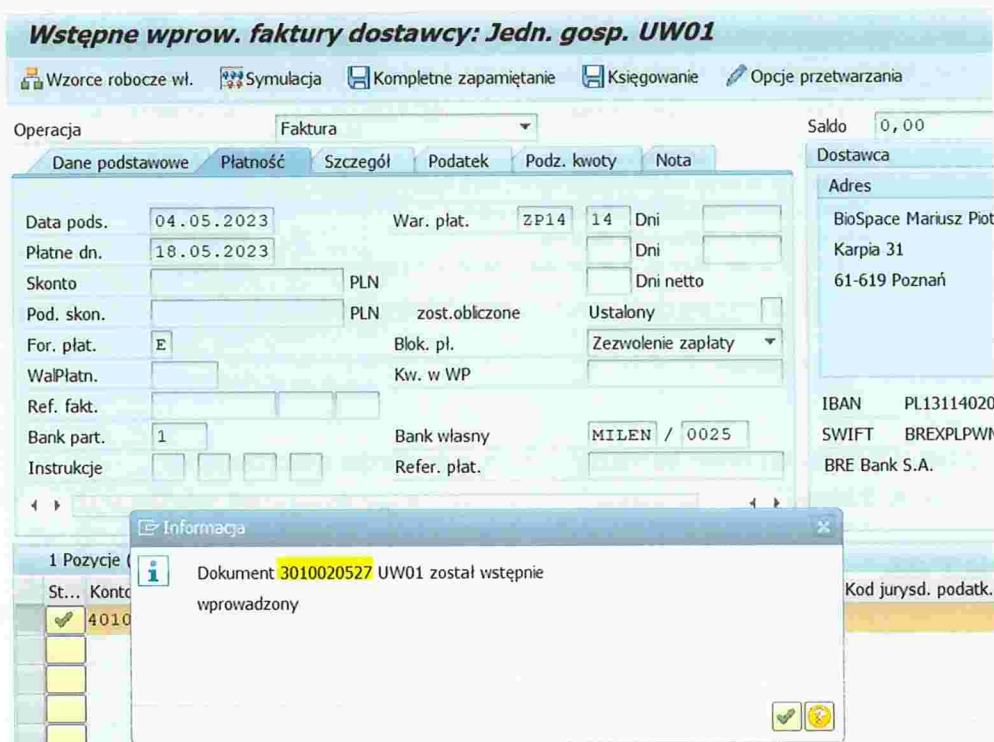 Wstępne wprow. faktury dostawcy: Jedn. gosp. UW01
Wzorce robocze wł. Symulacja Kompletne zapamiętanie Księgowanie Opcje przetwarzania
Operacja Faktura Saldo 0,00
Dane podstawowe Płatność Szczegół Podatek Podz. kwoty Nota Dostawca
Adres
Data pods. 04.05.2023 War. płat. ZP14 14 Dni BioSpace Mariusz Piot
Płatne dn. 18.05.2023 Dni Karpia 31
Skonto PLN Dni netto 61-619 Poznań
Pod. skon. PLN zost.obliczone Ustalony
For. płat. E Blok. pł. Zezwolenie zapłaty
WalPłatn. Kw. w WP
Ref. fakt. IBAN PL13114020
Bank part. 1 Bank własny MILEN / 0025 SWIFT BREXPLPWM
Instrukcje Refer. płat. BRE Bank S.A.
Informacja
1 Pozycje (
Dokument 3010020527 UW01 został wstępnie
St... Konto Kod jurysd. podatk.
wprowadzony
4010